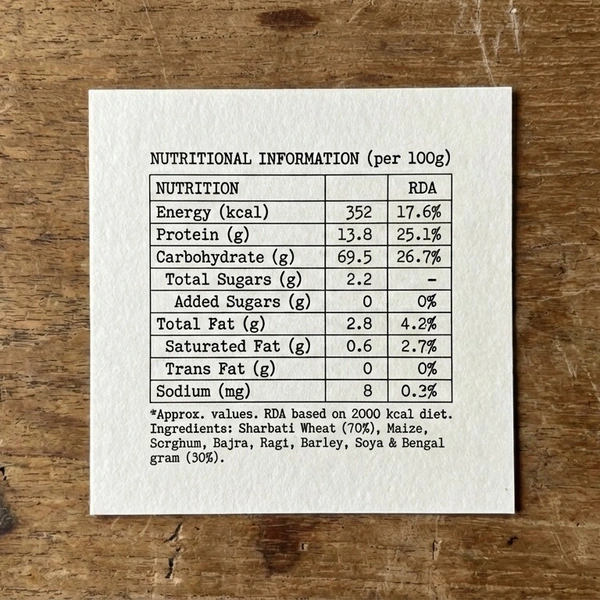 NUTRITIONAL INFORMATION (per 100g)
NUTRITION RDA
Energy (kcal) 352 17.6%
Protein (g) 13.8 25.1%
Carbohydrate (g) 69.5 26.7%
Total Sugars (g) 2.2 –
Added Sugars (g) 0 0%
Total Fat (g) 2.8 4.2%
Saturated Fat (g) 0.6 2.7%
Trans Fat (g) 0 0%
Sodium (mg) 8 0.3%
*Approx. values. RDA based on 2000 kcal diet.
Ingredients: Sharbati Wheat (70%), Maize,
Scrghum, Bajra, Ragi, Barley, Soya & Bengal
gram (30%).